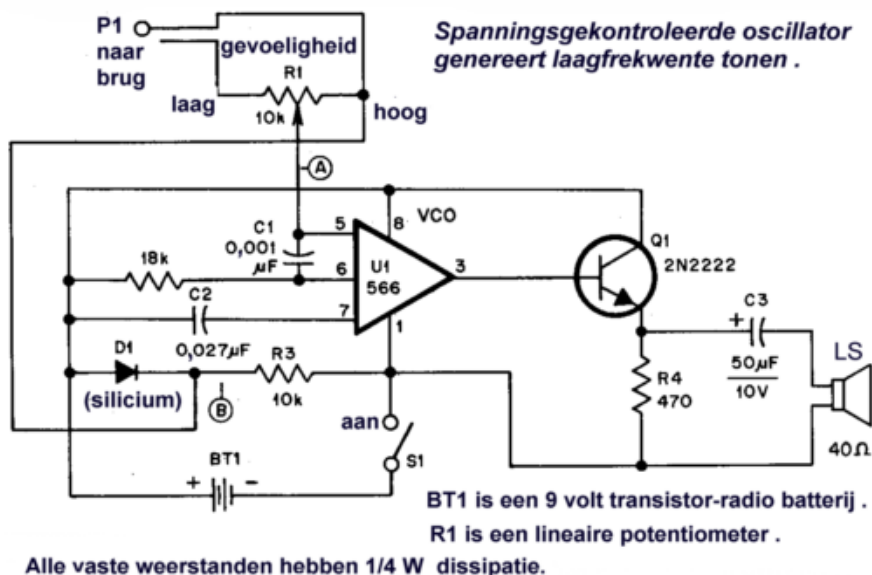 P1
naar
brug
gevoeligheid
R1
laag
10k
hoog
Spanningsgekontroleerde oscillator
genereert laagfrekwente tonen .
A
C1
0,001
µF
5
8
VCO
18k
6
U1
566
3
Q1
2N2222
C2
7
0,027µF
1
D1
(silicium)
B
R3
10k
C3
+
50µF
10V
LS
R4
470
40Ω
aan
S1
BT1
+
-
BT1 is een 9 volt transistor-radio batterij .
R1 is een lineaire potentiometer .
Alle vaste weerstanden hebben 1/4 W dissipatie.